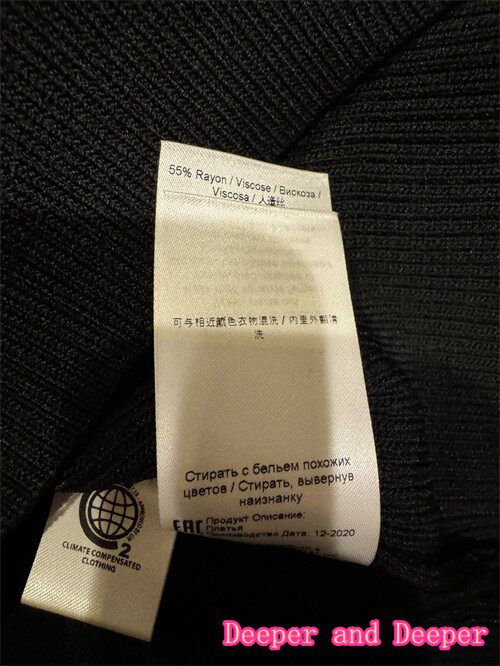 55% Rayon / Viscose / Вискоза /
Viscosa / 人造丝
可与相近颜色衣物混洗 / 内里外翻清
洗
Стирать с бельем похожих
цветов / Стирать, вывернув
наизнанку
EAC Продукт Описание:
Платья
Производство Дата: 12-2020
2
CLIMATE COMPENSATED
CLOTHING
Deeper and Deeper